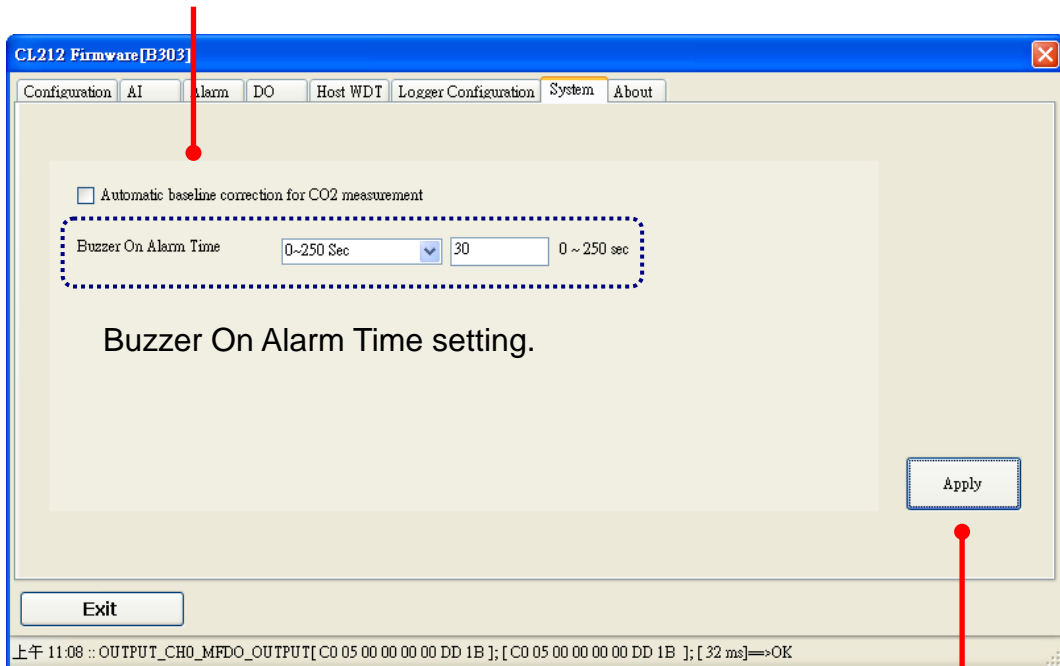 CL212 Firmware[B303]
Configuration AI Alarm DO Host WDT Logger Configuration System About
Automatic baseline correction for CO2 measurement
Buzzer On Alarm Time 0~250 Sec 30 0 ~ 250 sec
Buzzer On Alarm Time setting.
Apply
Exit
上午 11:08 :: OUTPUT_CH0_MFDO_OUTPUT[ C0 05 00 00 00 00 DD 1B ]; [ C0 05 00 00 00 00 DD 1B ]; [ 32 ms]==>OK